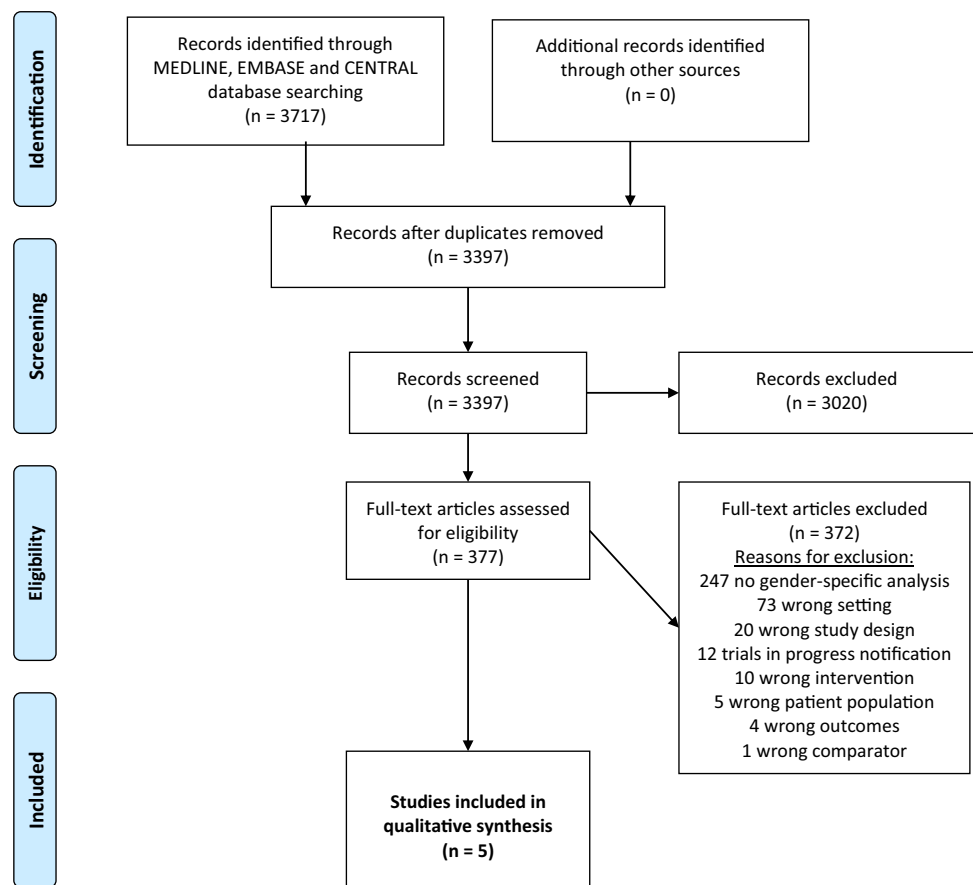 Identification
Records identified through
MEDLINE, EMBASE and CENTRAL
database searching
(n = 3717)
Additional records identified
through other sources
(n = 0)
Records after duplicates removed
(n = 3397)
Screening
Records screened
(n = 3397)
Records excluded
(n = 3020)
Eligibility
Full-text articles assessed
for eligibility
(n = 377)
Full-text articles excluded
(n = 372)
Reasons for exclusion:
247 no gender-specific analysis
73 wrong setting
20 wrong study design
12 trials in progress notification
10 wrong intervention
5 wrong patient population
4 wrong outcomes
1 wrong comparator
Included
Studies included in
qualitative synthesis
(n = 5)